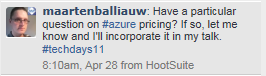 maartenballiauw: Have a particular
question on #azure pricing? If so, let me
know and I'll incorporate it in my talk.
#techdays11
8:10am, Apr 28 from HootSuite